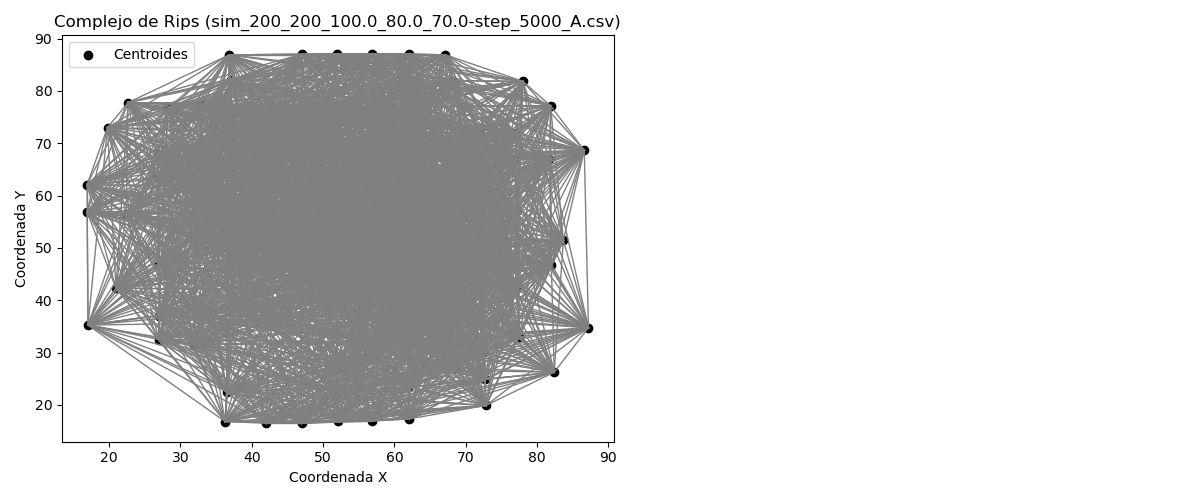 Complejo de Rips (sim_200_200_100.0_80.0_70.0-step_5000_A.csv)
Centroides
90
80
70
60
50
40
30
20
Coordenada Y
20 30 40 50 60 70 80 90
Coordenada X